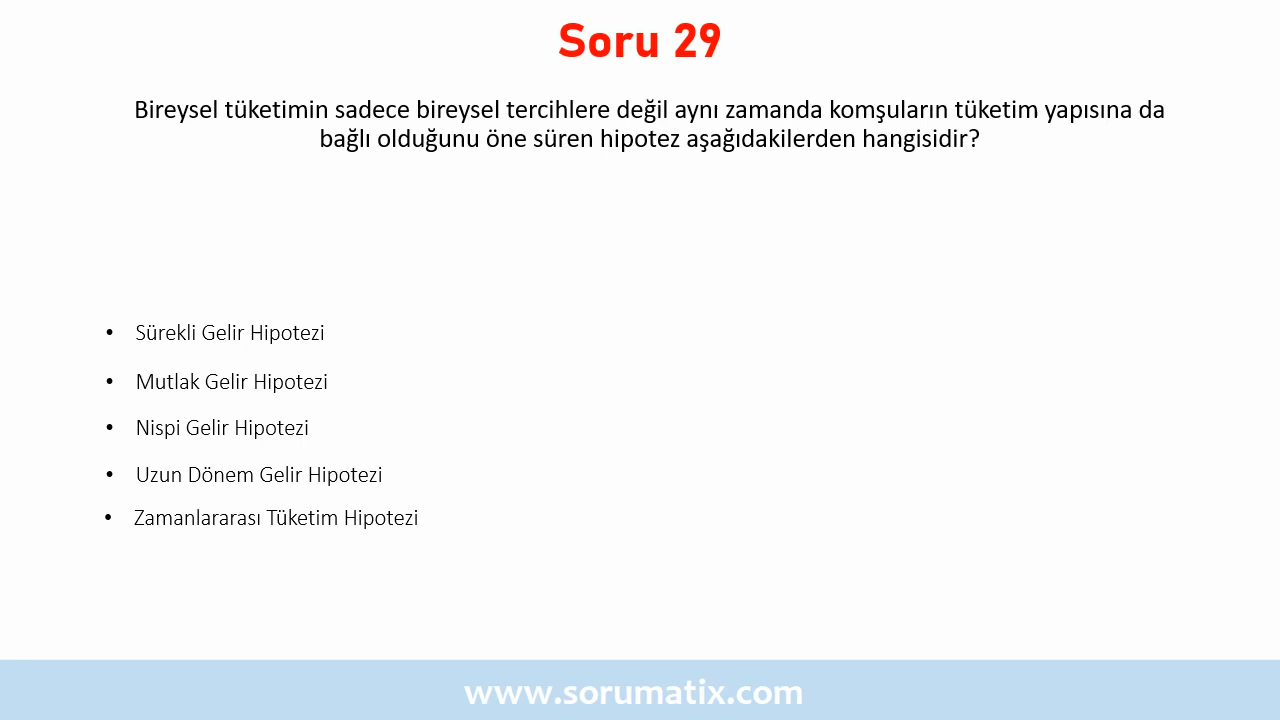 Soru 29
Bireysel tüketimin sadece bireysel tercihlere değil aynı zamanda komşuların tüketim yapısına da
bağlı olduğunu öne süren hipotez aşağıdakilerden hangisidir?
• Sürekli Gelir Hipotezi
• Mutlak Gelir Hipotezi
• Nispi Gelir Hipotezi
• Uzun Dönem Gelir Hipotezi
• Zamanlararası Tüketim Hipotezi
www.sorumatix.com